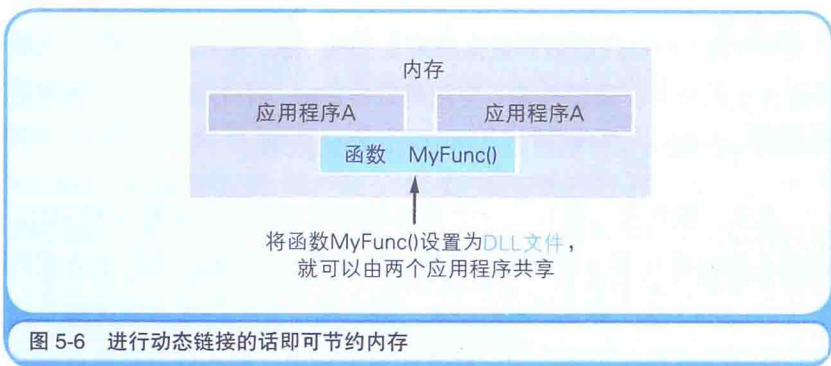 内存
应用程序A 应用程序A
函数 MyFunc()
将函数MyFunc()设置为DLL文件，
就可以由两个应用程序共享
图 5-6 进行动态链接的话即可节约内存